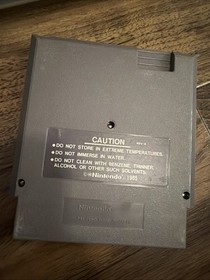 CAUTION
● DO NOT STORE IN EXTREME TEMPERATURES.
● DO NOT IMMERSE IN WATER.
● DO NOT CLEAN WITH BENZENE, THINNER,
ALCOHOL OR OTHER SUCH SOLVENTS.
©Nintendo 1985
Nintendo